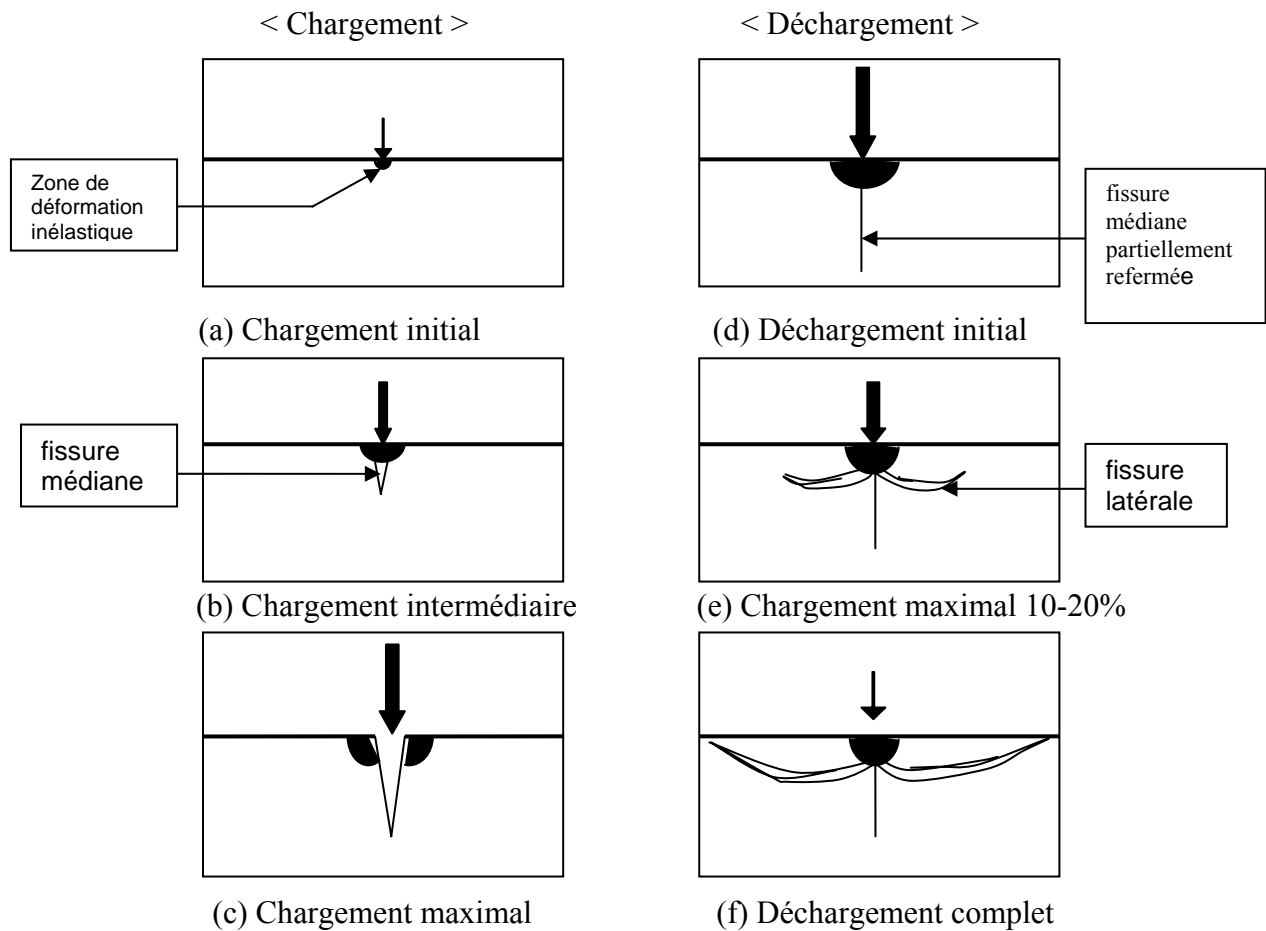 < Chargement >
< Déchargement >
Zone de
déformation
inélastique
fissure
médiane
partiellement
refermée
(a) Chargement initial
(d) Déchargement initial
fissure
médiane
fissure
latérale
(b) Chargement intermédiaire
(e) Chargement maximal 10-20%
(c) Chargement maximal
(f) Déchargement complet